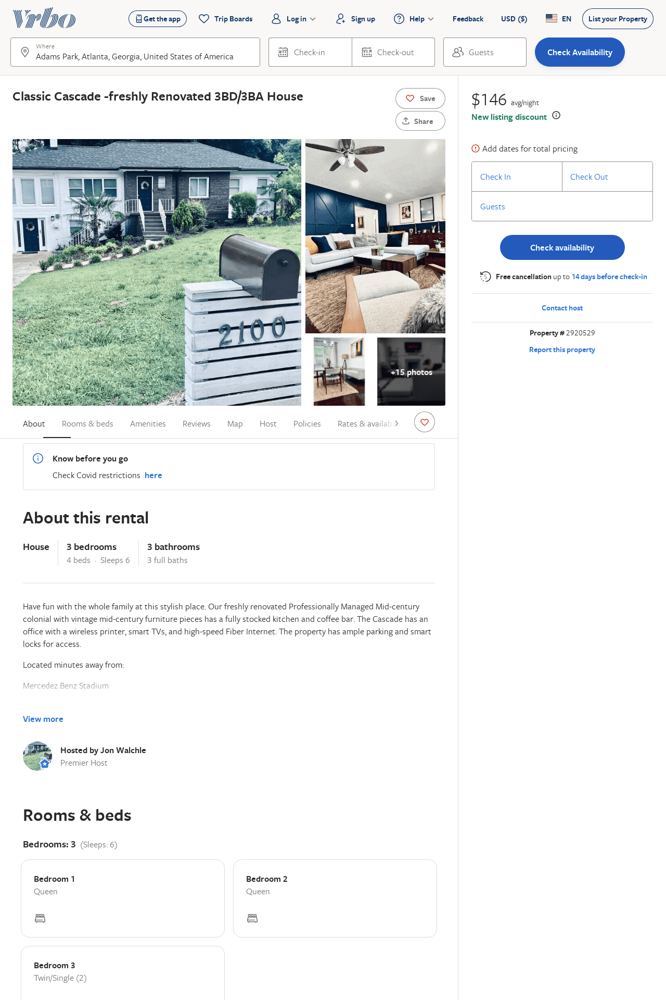 Vrbo
Get the app
Trip Boards
Log in
Sign up
Help
Feedback
USD ($)
EN
List your Property
Where
Adams Park, Atlanta, Georgia, United States of America
Check-in
Check-out
Guests
Check Availability
Classic Cascade -freshly Renovated 3BD/3BA House
Save
Share
2100
+15 photos
$146 avg/night
New listing discount
Add dates for total pricing
Check In
Check Out
Guests
Check availability
Free cancellation up to 14 days before check-in
Contact host
Property # 2920529
Report this property
About
Rooms & beds
Amenities
Reviews
Map
Host
Policies
Rates & availab
Know before you go
Check Covid restrictions here
About this rental
House
3 bedrooms
4 beds · Sleeps 6
3 bathrooms
3 full baths
Have fun with the whole family at this stylish place. Our freshly renovated Professionally Managed Mid-century
colonial with vintage mid-century furniture pieces has a fully stocked kitchen and coffee bar. The Cascade has an
office with a wireless printer, smart TVs, and high-speed Fiber Internet. The property has ample parking and smart
locks for access.
Located minutes away from:
Mercedez Benz Stadium
View more
Hosted by Jon Walchle
Premier Host
Rooms & beds
Bedrooms: 3 (Sleeps: 6)
Bedroom 1
Queen
Bedroom 2
Queen
Bedroom 3
Twin/Single (2)